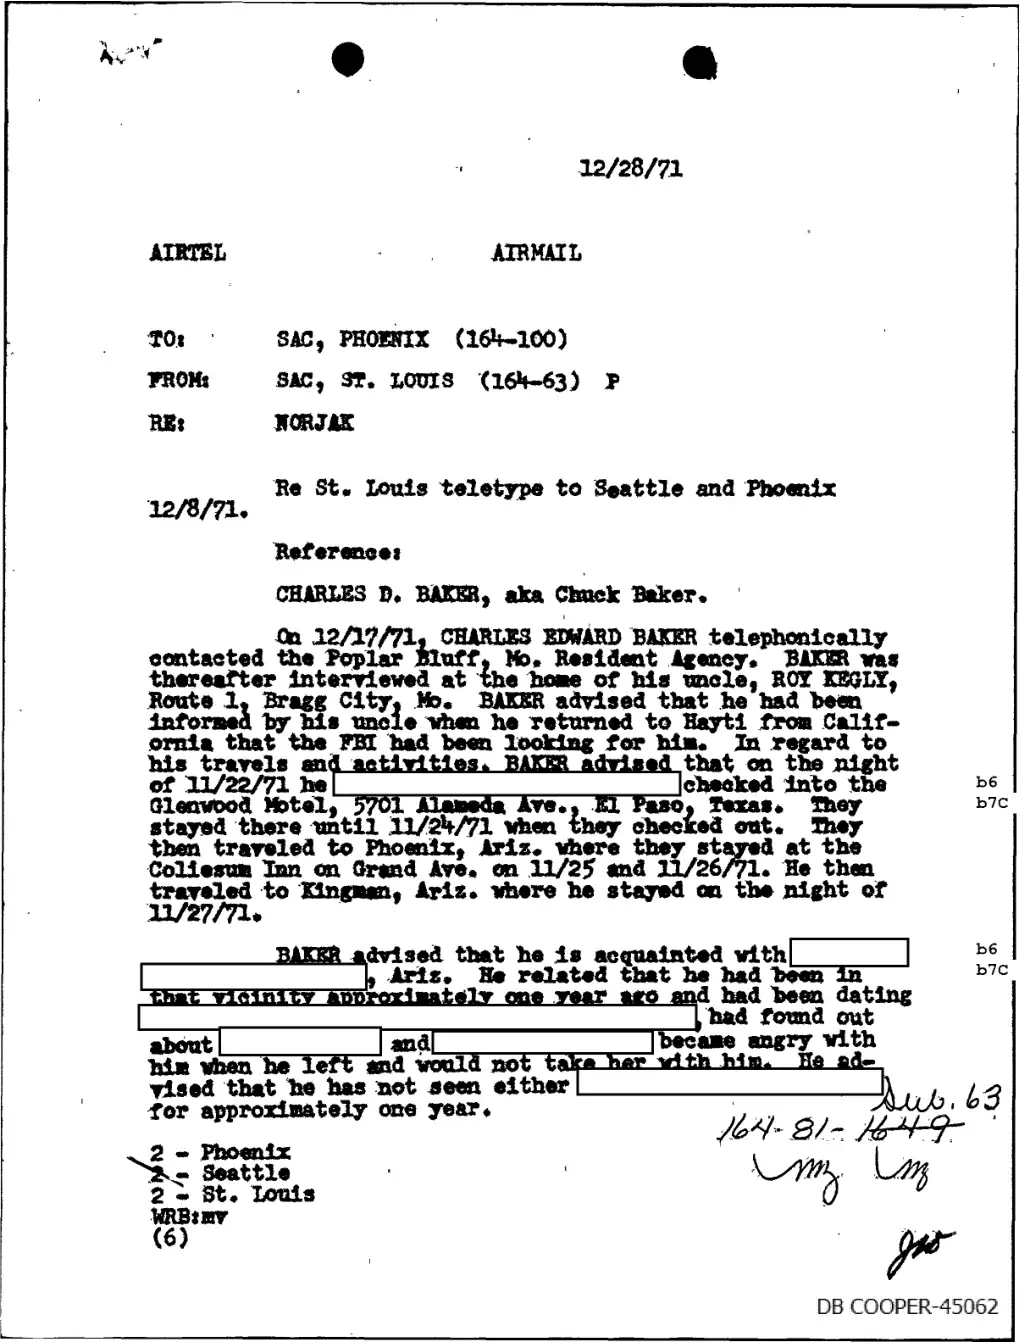 12/28/71
AIRTEL AIRMAIL
TO: SAC, PHOENIX (164-100)
FROM: SAC, ST. LOUIS (164-63) P
RE: NORJAK
Re St. Louis teletype to Seattle and Phoenix
12/8/71.
Reference:
CHARLES D. BAKER, aka Chuck Baker.
On 12/17/71, CHARLES EDWARD BAKER telephonically
contacted the Poplar Bluff, Mo. Resident Agency. BAKER was
thereafter interviewed at the home of his uncle, ROY KEGLY,
Route 1, Bragg City, Mo. BAKER advised that he had been
informed by his uncle when he returned to Hayti from Calif-
ornia that the FBI had been looking for him. In regard to
his travels and activities, BAKER advised that on the night
of 11/22/71 he checked into the
b6
Glenwood Motel, 5701 Alameda Ave., El Paso, Texas. They
b7C
stayed there until 11/24/71 when they checked out. They
then traveled to Phoenix, Ariz. where they stayed at the
Coliesum Inn on Grand Ave. on 11/25 and 11/26/71. He then
traveled to Kingman, Ariz. where he stayed on the night of
11/27/71.
BAKER advised that he is acquainted with
b6
, Ariz. He related that he had been in
b7C
that vicinity approximately one year ago and had been dating
, had found out
about and became angry with
him when he left and would not take her with him. He ad-
vised that he has not seen either
for approximately one year.
Sub. 63
164-81-1649
2 - Phoenix
2 - Seattle
2 - St. Louis
WRB:mv
(6)
DB COOPER-45062